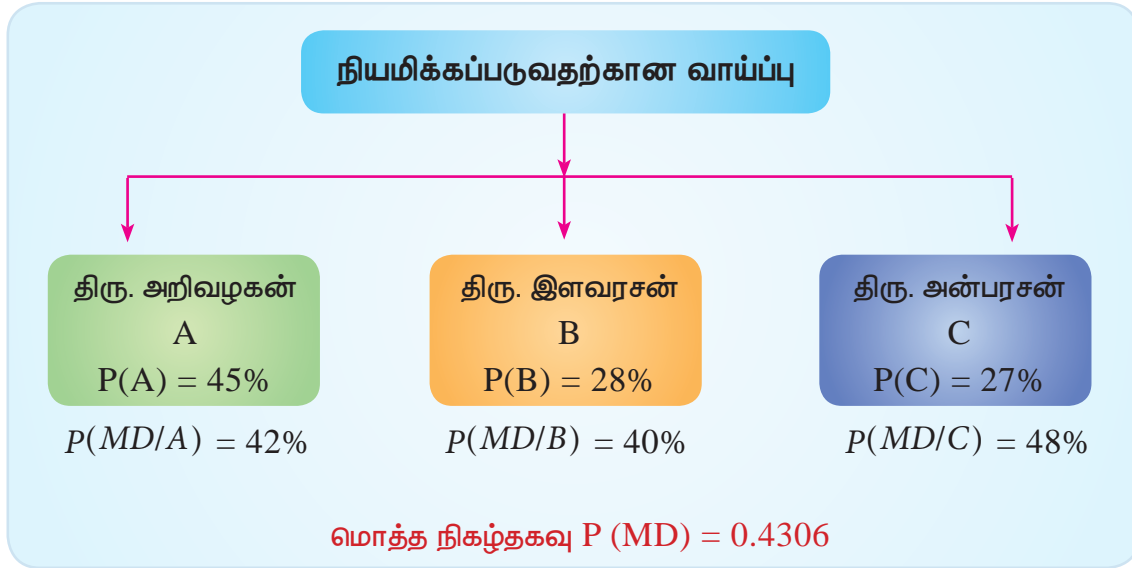 நியமிக்கப்படுவதற்கான வாய்ப்பு
திரு. அறிவழகன்
A
P(A) = 45%
P(MD/A) = 42%
திரு. இளவரசன்
B
P(B) = 28%
P(MD/B) = 40%
திரு. அன்பரசன்
C
P(C) = 27%
P(MD/C) = 48%
மொத்த நிகழ்தகவு P (MD) = 0.4306